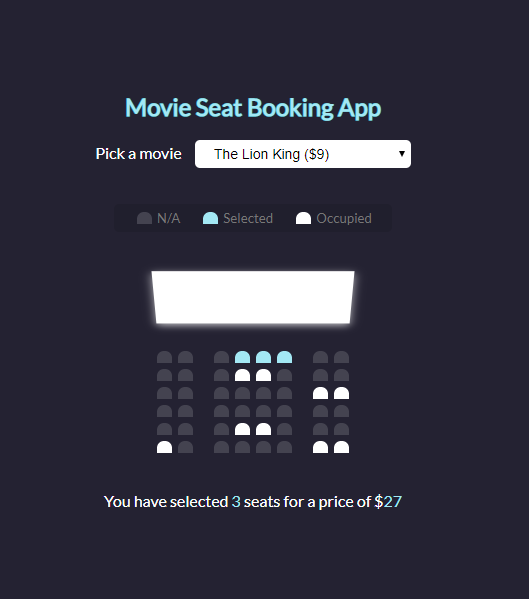 Movie Seat Booking App
Pick a movie The Lion King ($9)
N/A Selected Occupied
You have selected 3 seats for a price of $27